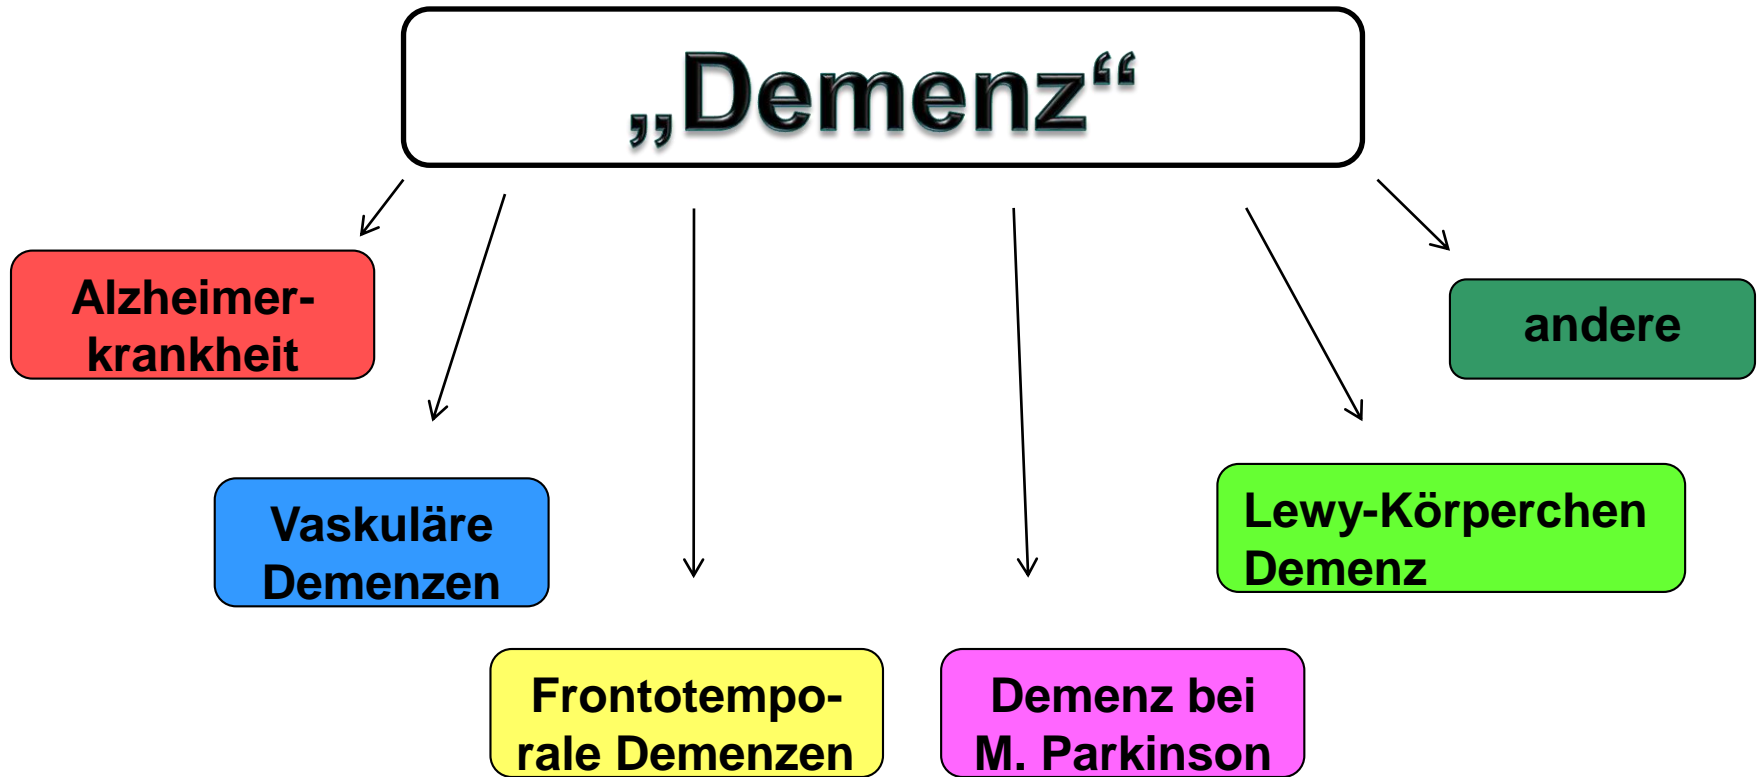 „Demenz“
Alzheimer-
krankheit
andere
Vaskuläre
Demenzen
Lewy-Körperchen
Demenz
Frontotempo-
rale Demenzen
Demenz bei
M. Parkinson